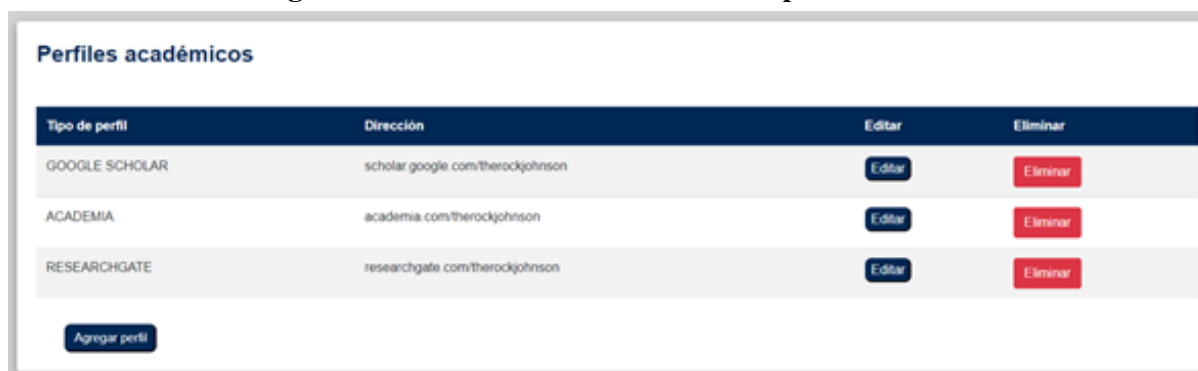 Perfiles académicos
Tipo de perfil Dirección Editar Eliminar
GOOGLE SCHOLAR scholar.google.com/therockjohnson Editar Eliminar
ACADEMIA academia.com/therockjohnson Editar Eliminar
RESEARCHGATE researchgate.com/therockjohnson Editar Eliminar
Agregar perfil